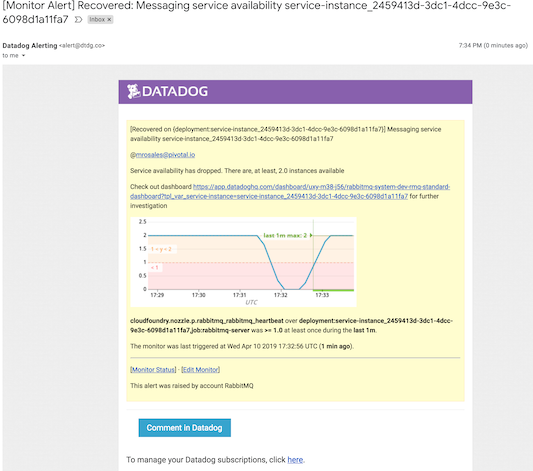 [Monitor Alert] Recovered: Messaging service availability service-instance_2459413d-3dc1-4dcc-9e3c-
6098d1a11fa7 Inbox ×
Datadog Alerting <alert@dtdg.co> 7:34 PM (0 minutes ago)
to me
DATADOG
[Recovered on {deployment:service-instance_2459413d-3dc1-4dcc-9e3c-6098d1a11fa7}] Messaging service
availability service-instance_2459413d-3dc1-4dcc-9e3c-6098d1a11fa7
@mrosales@pivotal.io
Service availability has dropped. There are, at least, 2.0 instances available
Check out dashboard https://app.datadoghq.com/dashboard/uxy-m38-j56/rabbitmq-system-dev-rmq-standard-
dashboard?tpl_var_service-instance=service-instance_2459413d-3dc1-4dcc-9e3c-6098d1a11fa7 for further
investigation
2.5
2
1.5
1
0.5
0
last 1m max: 2
1 < y < 2
< 1
17:29 17:30 17:31 17:32 17:33
UTC
cloudfoundry.nozzle.p.rabbitmq_rabbitmq_heartbeat over deployment:service-instance_2459413d-3dc1-4dcc-
9e3c-6098d1a11fa7,job:rabbitmq-server was >= 1.0 at least once during the last 1m.
The monitor was last triggered at Wed Apr 10 2019 17:32:56 UTC (1 min ago).
[Monitor Status] · [Edit Monitor]
This alert was raised by account RabbitMQ
Comment in Datadog
To manage your Datadog subscriptions, click here.